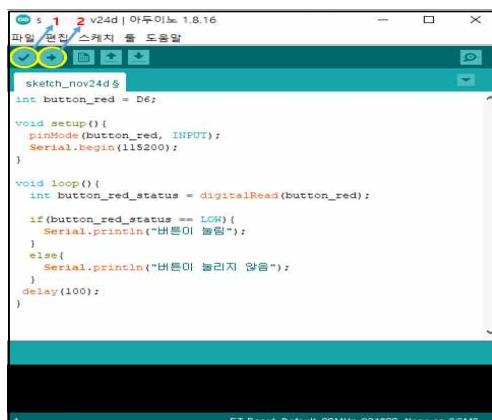 s 1 2 v24d | 아두이노 1.8.16
파일 편집 스케치 툴 도움말
sketch_nov24d §
int button_red = D6;
void setup(){
pinMode(button_red, INPUT);
Serial.begin(115200);
}
void loop(){
int button_red_status = digitalRead(button_red);
if(button_red_status == LOW){
Serial.println("버튼이 눌림");
}
else{
Serial.println("버튼이 눌리지 않음");
}
delay(100);
}